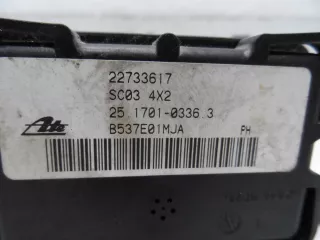 22733617
SC03 4X2
25.1701-0336.3
Ate
B537E01MJA PH